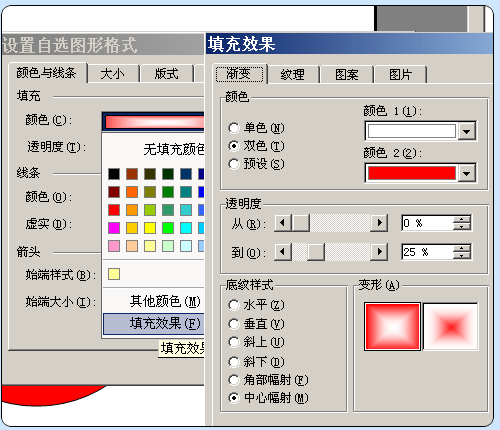 设置自选图形格式
颜色与线条 大小 版式
填充
颜色(C):
透明度(T):
无填充颜色
线条
颜色(O):
虚实(D):
箭头
始端样式(B):
始端大小(I):
其他颜色(M)
填充效果(F)
填充效果
填充效果
渐变 纹理 图案 图片
颜色
单色(N)
双色(T)
预设(S)
颜色 1(1):
颜色 2(2):
透明度
从(R): 0 %
到(O): 25 %
底纹样式
水平(Z)
垂直(V)
斜上(U)
斜下(D)
角部幅射(F)
中心幅射(M)
变形(A)